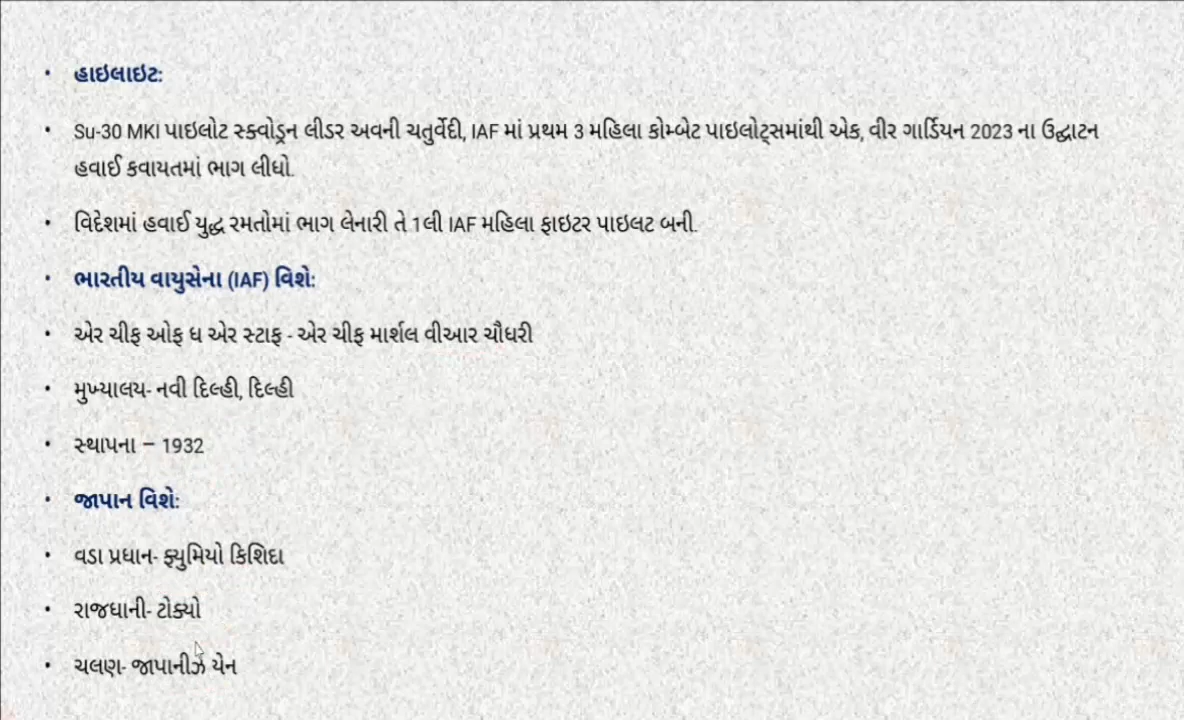 • હાઇલાઇટ:
• Su-30 MKI પાઇલોટ સ્ક્વોડ્રન લીડર અવની ચતુર્વેદી, IAF માં પ્રથમ 3 મહિલા કોમ્બેટ પાઇલોટ્સમાંથી એક, વીર ગાર્ડિયન 2023 ના ઉદ્ઘાટન
હવાઈ કવાયતમાં ભાગ લીધો.
• વિદેશમાં હવાઈ યુદ્ધ રમતોમાં ભાગ લેનારી તે 1લી IAF મહિલા ફાઇટર પાઇલટ બની.
• ભારતીય વાયુસેના (IAF) વિશે:
• એર ચીફ ઓફ ધ એર સ્ટાફ - એર ચીફ માર્શલ વીઆર ચૌધરી
• મુખ્યાલય- નવી દિલ્હી, દિલ્હી
• સ્થાપના – 1932
• જાપાન વિશે:
• વડા પ્રધાન- ફ્યુમિયો કિશિદા
• રાજધાની- ટોક્યો
• ચલણ- જાપાનીઝ યેન